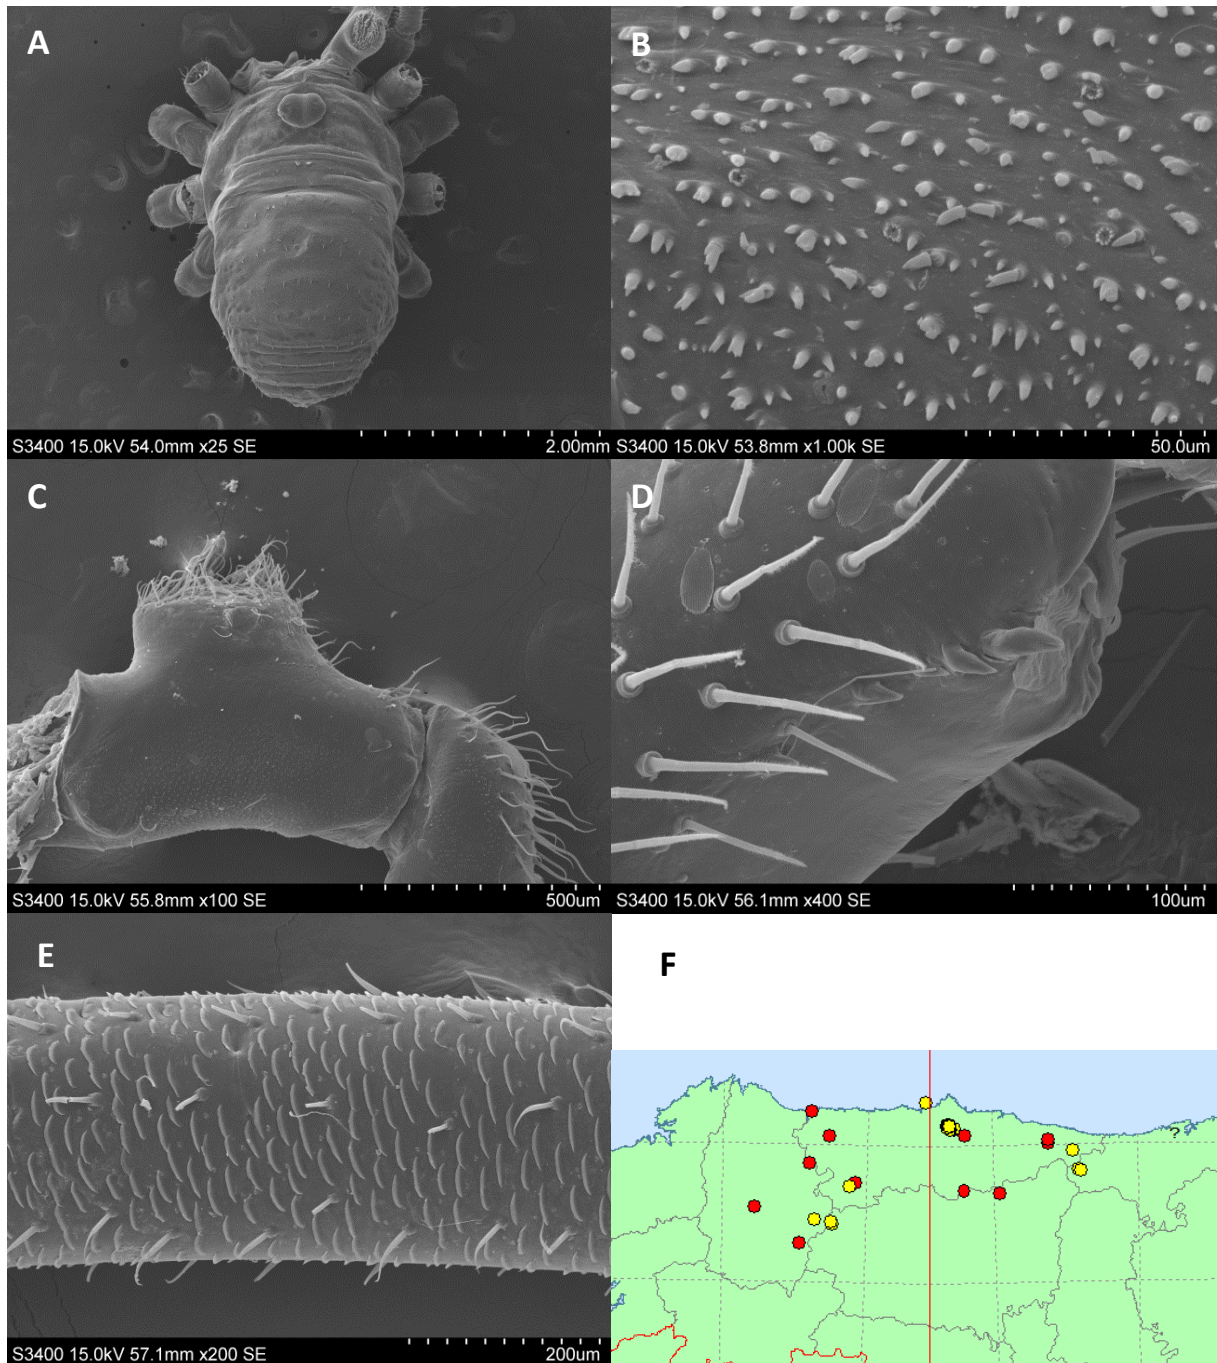 A
B
S3400 15.0kV 54.0mm x25 SE 2.00mm
S3400 15.0kV 53.8mm x1.00k SE 50.0um
C
D
S3400 15.0kV 55.8mm x100 SE 500um
S3400 15.0kV 56.1mm x400 SE 100um
E
F
?
S3400 15.0kV 57.1mm x200 SE 200um